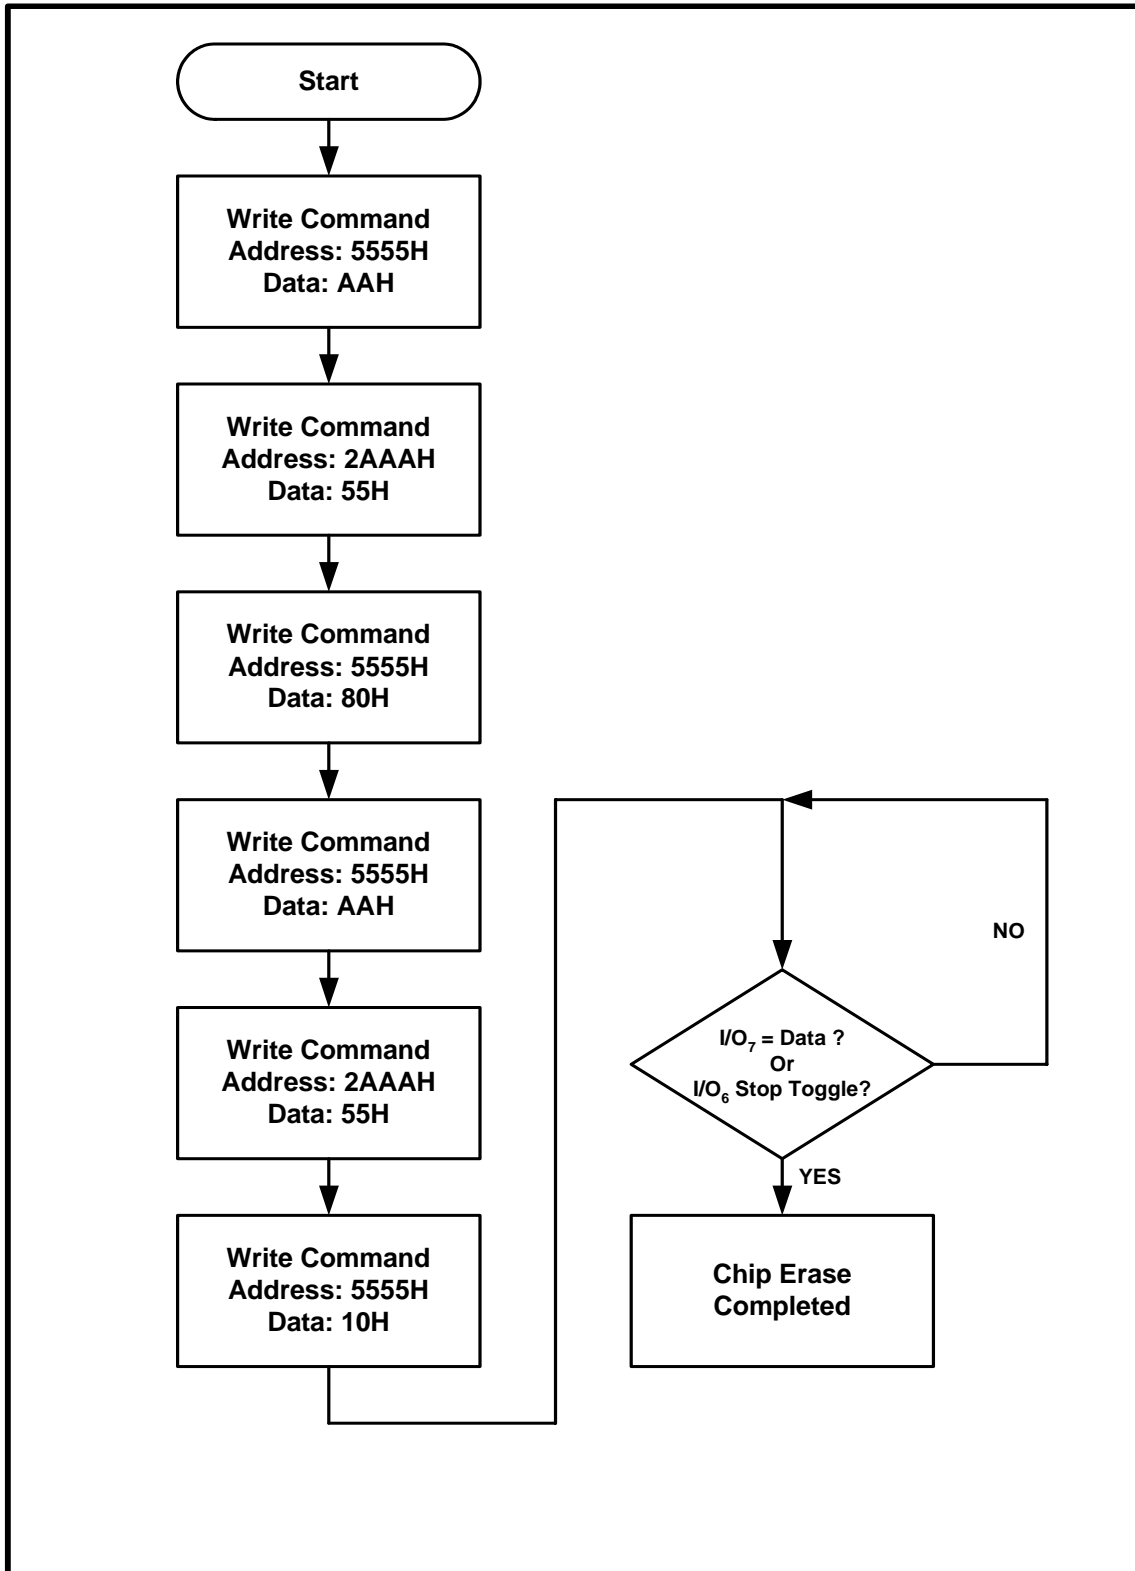 Start
Write Command
Address: 5555H
Data: AAH
Write Command
Address: 2AAAH
Data: 55H
Write Command
Address: 5555H
Data: 80H
Write Command
Address: 5555H
Data: AAH
Write Command
Address: 2AAAH
Data: 55H
Write Command
Address: 5555H
Data: 10H
NO
I/O₇ = Data ?
Or
I/O₆ Stop Toggle?
YES
Chip Erase
Completed